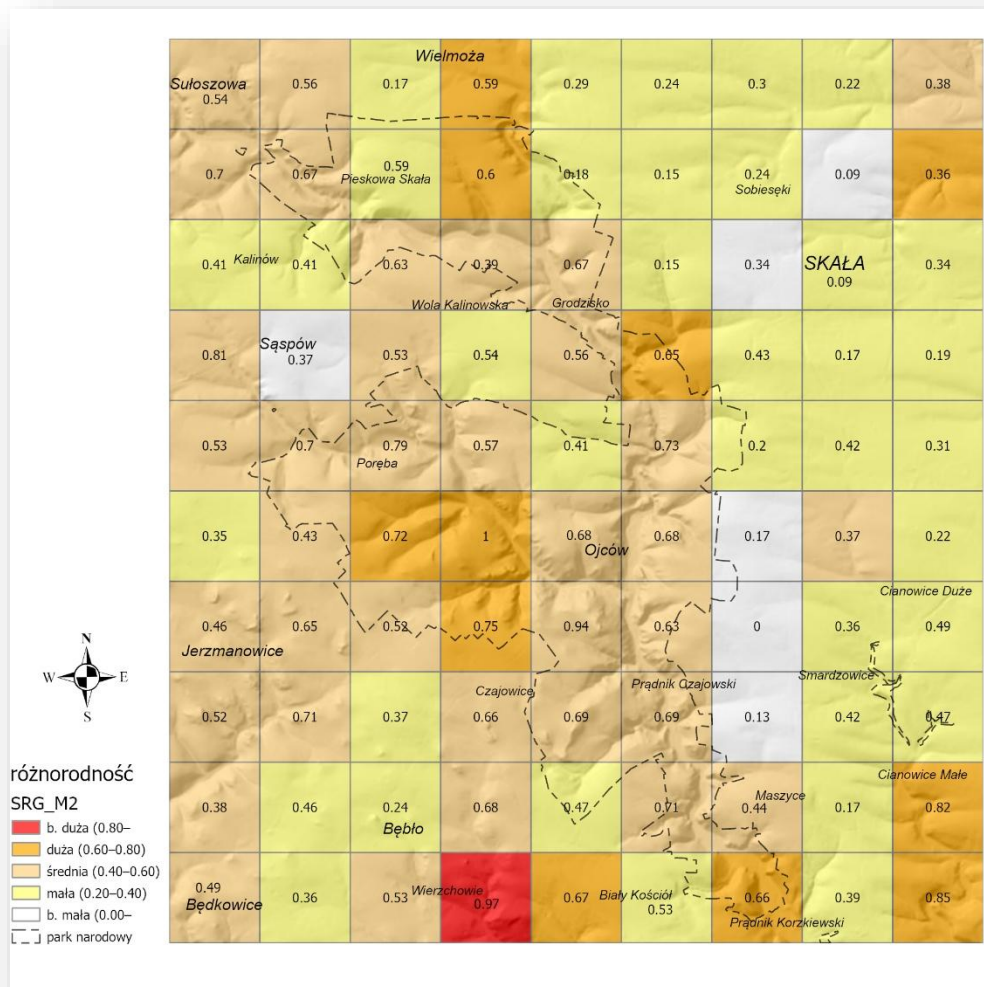 Wielmoża
Sułoszowa
0.54
0.56
0.17
0.59
0.29
0.24
0.3
0.22
0.38
0.7
0.67
0.59
Pieskowa Skała
0.6
0.18
0.15
0.24
Sobiesęki
0.09
0.36
0.41
Kalinów
0.41
0.63
0.39
0.67
0.15
0.34
SKAŁA
0.09
0.34
Wola Kalinowska
Grodzisko
0.81
Sąspów
0.37
0.53
0.54
0.56
0.65
0.43
0.17
0.19
0.53
0.7
0.79
0.57
0.41
0.73
0.2
0.42
0.31
Poręba
0.35
0.43
0.72
1
0.68
Ojców
0.68
0.17
0.37
0.22
Cianowice Duże
0.46
0.65
0.52
0.75
0.94
0.63
0
0.36
0.49
Jerzmanowice
N
W
E
S
Czajowice
Prądnik Czajowski
Smardzowice
0.52
0.71
0.37
0.66
0.69
0.69
0.13
0.42
0.47
Cianowice Małe
0.38
0.46
0.24
0.68
0.47
0.71
Maszyce
0.44
0.17
0.82
Bębło
0.49
Będkowice
0.36
0.53
Wierzchowie
0.97
0.67
Biały Kościół
0.53
0.66
0.39
0.85
Prądnik Korzkiewski
różnorodność
SRG_M2
b. duża (0.80–
duża (0.60–0.80)
średnia (0.40–0.60)
mała (0.20–0.40)
b. mała (0.00–
park narodowy